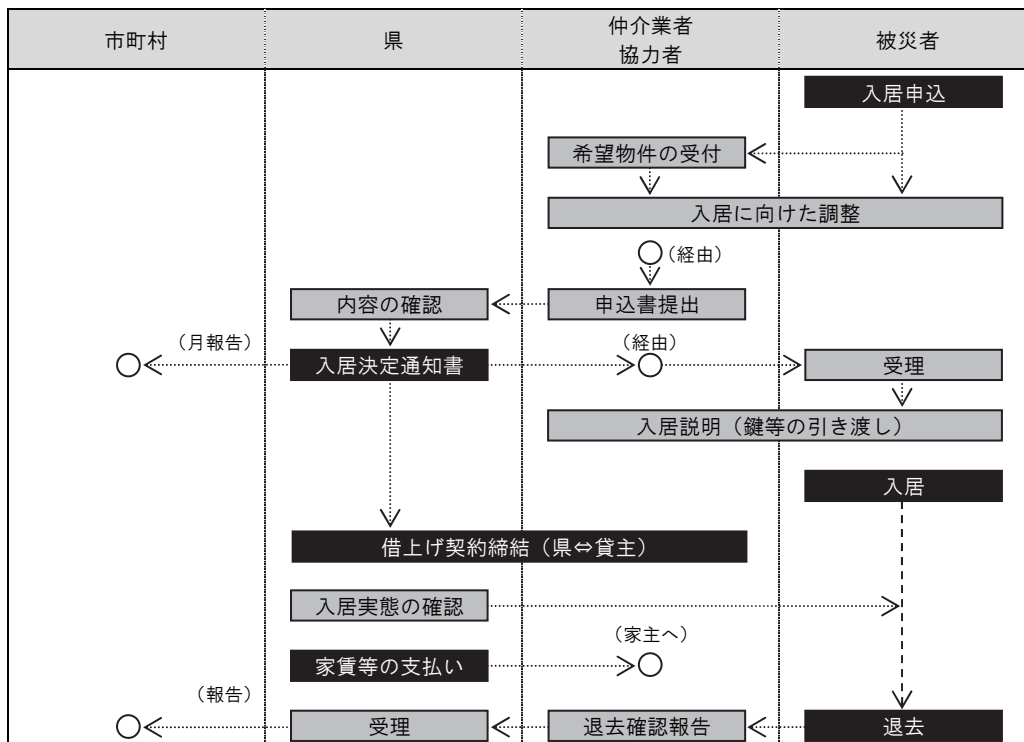 市町村
県
仲介業者
協力者
被災者
入居申込
希望物件の受付
入居に向けた調整
（経由）
内容の確認
申込書提出
（月報告）
入居決定通知書
（経由）
受理
入居説明（鍵等の引き渡し）
入居
借上げ契約締結（県⇔貸主）
入居実態の確認
（家主へ）
家賃等の支払い
（報告）
受理
退去確認報告
退去